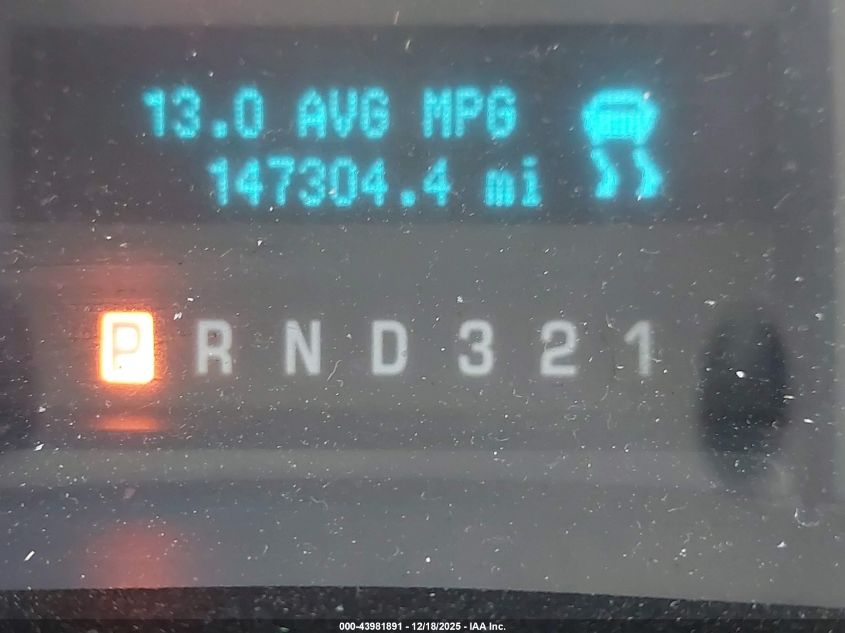 13.0 AVG MPG
147304.4 mi
P R N D 3 2 1
000-43981891 - 12/18/2025 - IAA Inc.